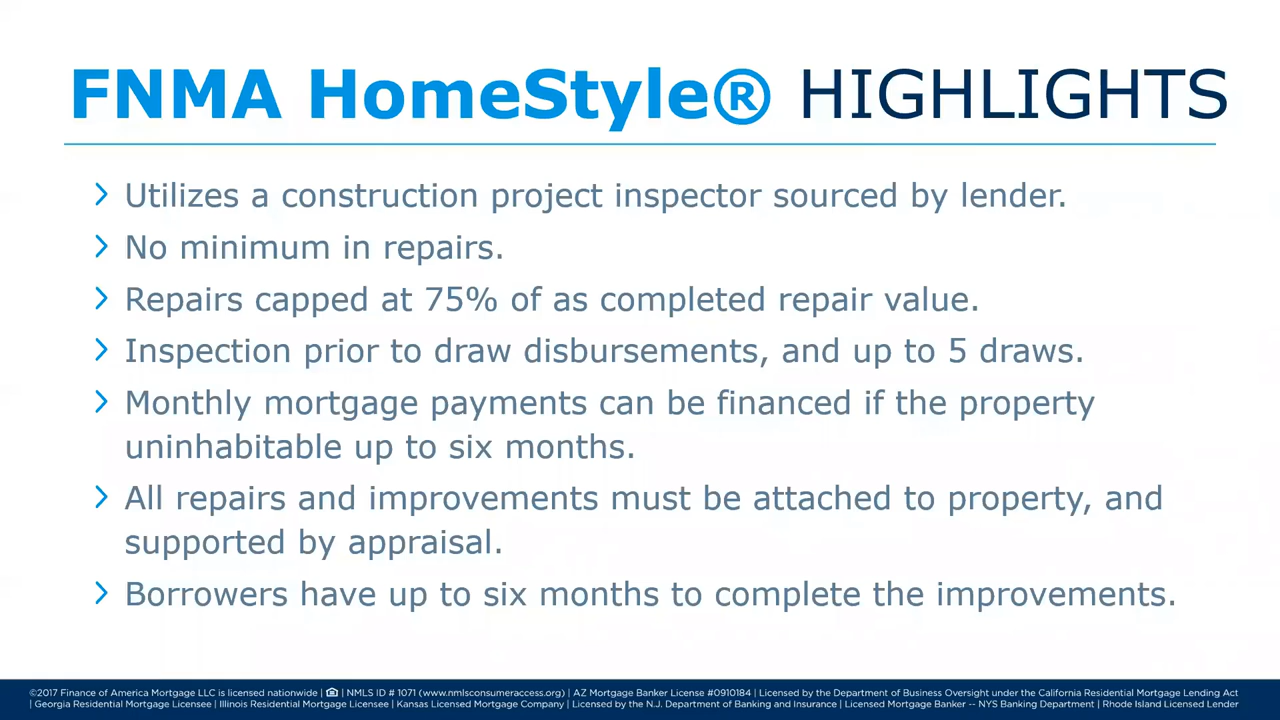 FNMA HomeStyle® HIGHLIGHTS
Utilizes a construction project inspector sourced by lender.
No minimum in repairs.
Repairs capped at 75% of as completed repair value.
Inspection prior to draw disbursements, and up to 5 draws.
Monthly mortgage payments can be financed if the property
uninhabitable up to six months.
All repairs and improvements must be attached to property, and
supported by appraisal.
Borrowers have up to six months to complete the improvements.
©2017 Finance of America Mortgage LLC is licensed nationwide | | NMLS ID # 1071 (www.nmlsconsumeraccess.org) | AZ Mortgage Banker License #0910184 | Licensed by the Department of Business Oversight under the California Residential Mortgage Lending Act
| Georgia Residential Mortgage Licensee | Illinois Residential Mortgage Licensee | Kansas Licensed Mortgage Company | Licensed by the N.J. Department of Banking and Insurance | Licensed Mortgage Banker -- NYS Banking Department | Rhode Island Licensed Lender